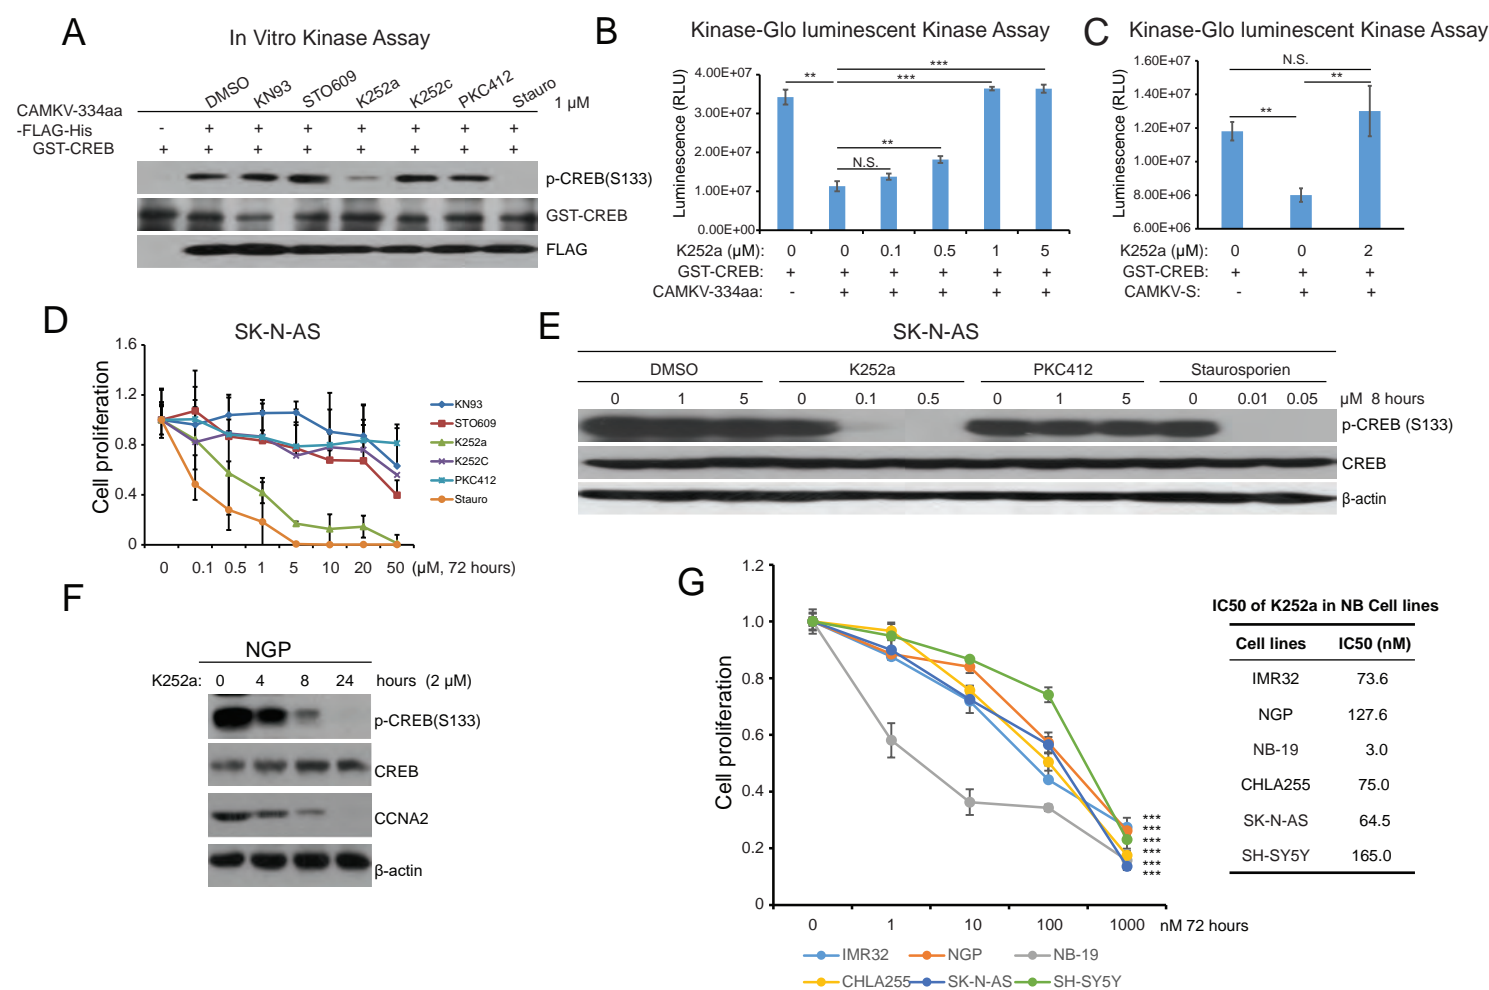 A
In Vitro Kinase Assay
DMSO KN93 STO609 K252a K252c PKC412 Stauro
1 μM
CAMKV-334aa
-FLAG-His - + + + + + + +
GST-CREB + + + + + + + +
p-CREB(S133)
GST-CREB
FLAG
B
Kinase-Glo luminescent Kinase Assay
Luminescence (RLU)
4.00E+07
3.00E+07
2.00E+07
1.00E+07
0.00E+00
***
** ***
**
N.S.
K252a (μM): 0 0 0.1 0.5 1 5
GST-CREB: + + + + + +
CAMKV-334aa: - + + + + +
C
Kinase-Glo luminescent Kinase Assay
Luminescence (RLU)
1.60E+07
1.40E+07
1.20E+07
1.00E+07
8.00E+06
6.00E+06
N.S.
**
**
K252a (μM): 0 0 2
GST-CREB: + + +
CAMKV-S: - + +
D
SK-N-AS
Cell proliferation
1.6
1.2
0.8
0.4
0
0 0.1 0.5 1 5 10 20 50 (μM, 72 hours)
KN93
STO609
K252a
K252C
PKC412
Stauro
E
SK-N-AS
DMSO K252a PKC412 Staurosporien
0 1 5 0 0.1 0.5 0 1 5 0 0.01 0.05 μM 8 hours
p-CREB (S133)
CREB
β-actin
F
NGP
K252a: 0 4 8 24 hours (2 μM)
p-CREB(S133)
CREB
CCNA2
β-actin
G
Cell proliferation
1.2
1.0
0.8
0.6
0.4
0.2
0
0 1 10 100 1000 nM 72 hours
***
***
***
***
***
***
IMR32 NGP NB-19
CHLA255 SK-N-AS SH-SY5Y
IC50 of K252a in NB Cell lines
Cell lines IC50 (nM)
IMR32 73.6
NGP 127.6
NB-19 3.0
CHLA255 75.0
SK-N-AS 64.5
SH-SY5Y 165.0